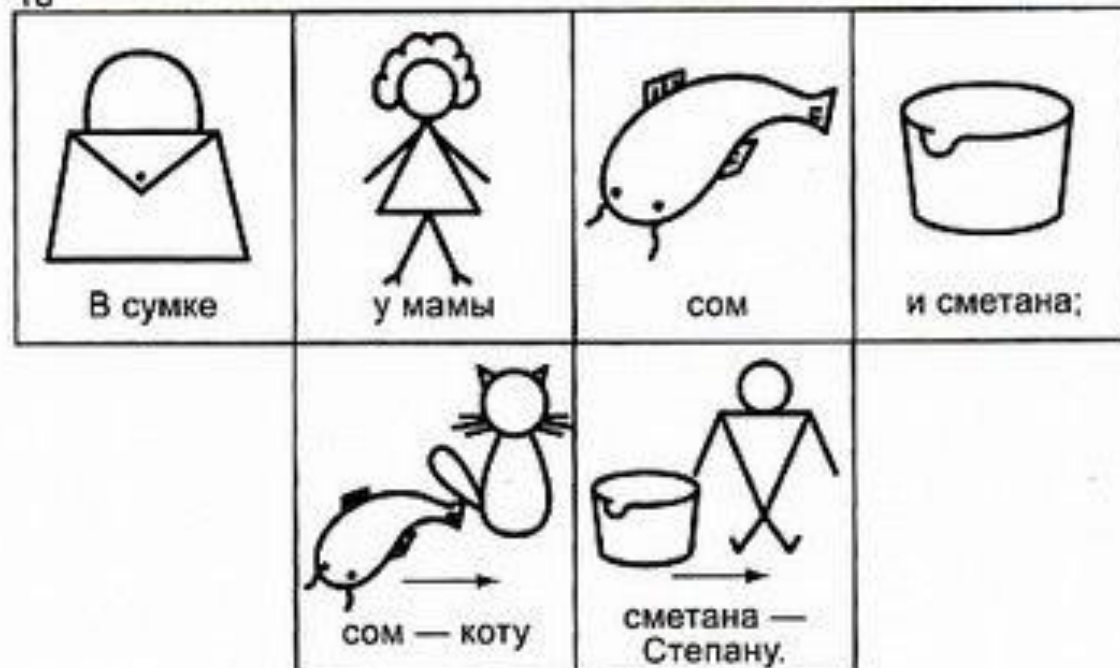 В сумке
у мамы
сом
и сметана;
сом — коту
сметана —
Степану.